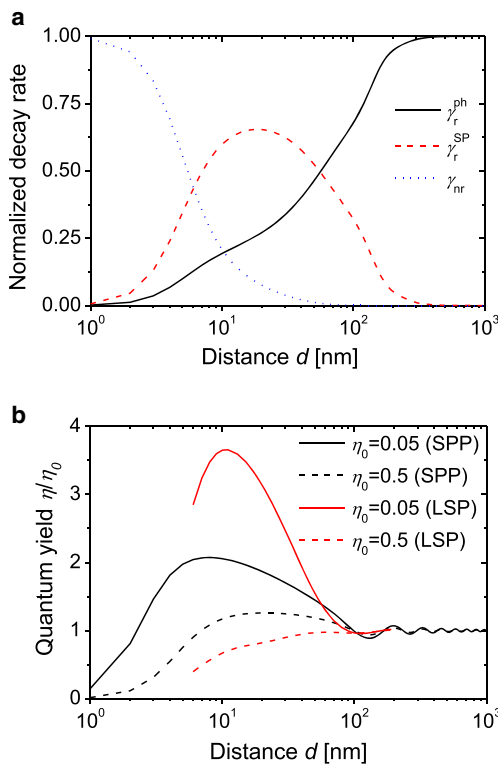 a
1.00
0.75
0.50
0.25
0.00
Normalized decay rate
γ_r^ph
γ_r^SP
γ_nr
10^0 10^1 10^2 10^3
Distance d [nm]
b
4
3
2
1
0
Quantum yield η/η_0
η_0=0.05 (SPP)
η_0=0.5 (SPP)
η_0=0.05 (LSP)
η_0=0.5 (LSP)
10^0 10^1 10^2 10^3
Distance d [nm]